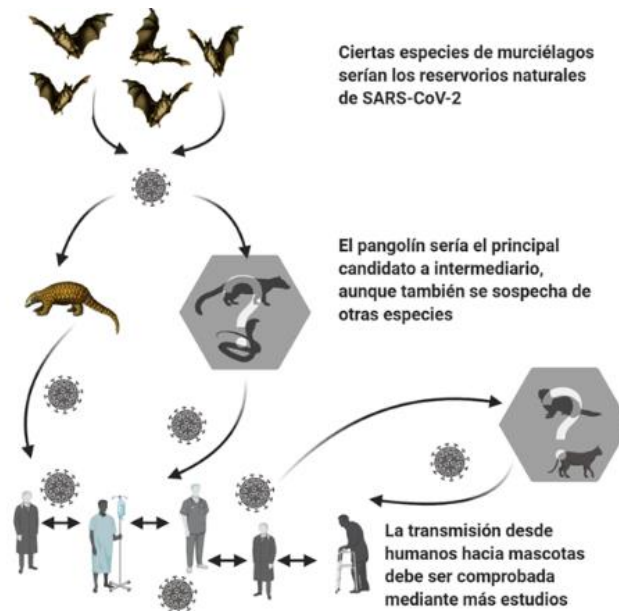 Ciertas especies de murciélagos
serían los reservorios naturales
de SARS-CoV-2
El pangolín sería el principal
candidato a intermediario,
aunque también se sospecha de
otras especies
?
?
La transmisión desde
humanos hacia mascotas
debe ser comprobada
mediante más estudios